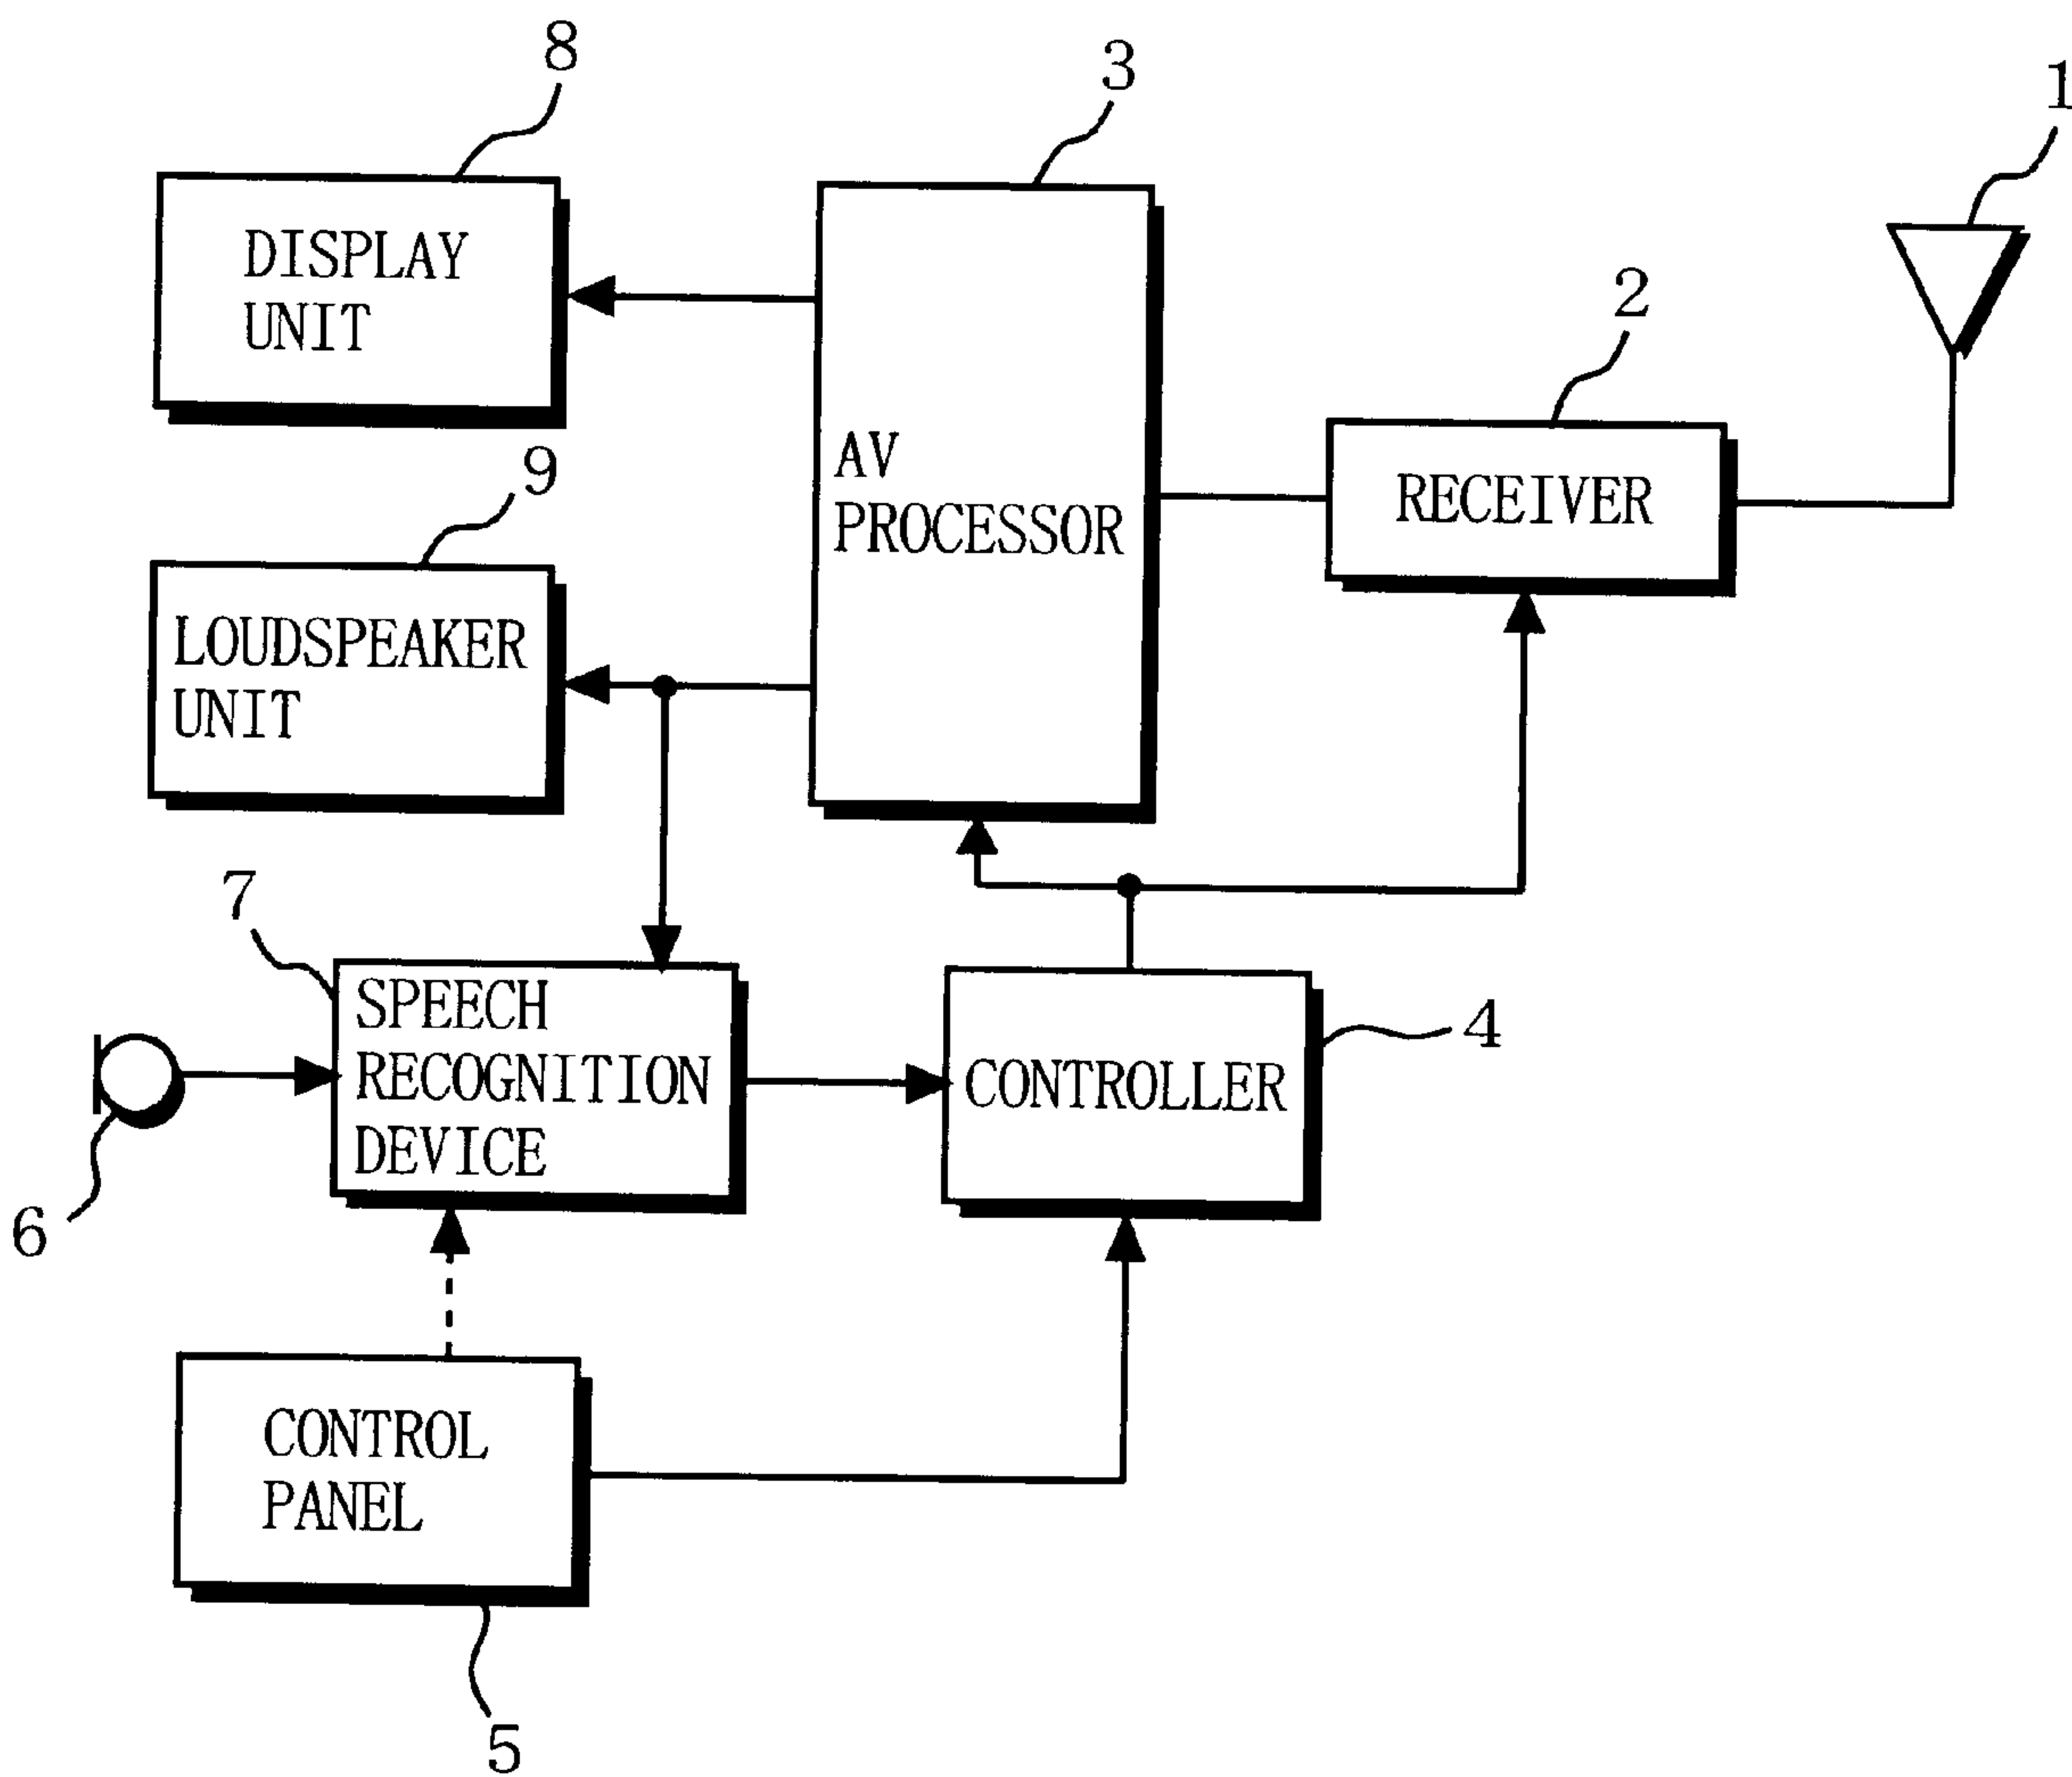 8
3
1
DISPLAY
UNIT
2
AV
PROCESSOR
RECEIVER
9
LOUDSPEAKER
UNIT
7
SPEECH
RECOGNITION
DEVICE
4
CONTROLLER
6
CONTROL
PANEL
5